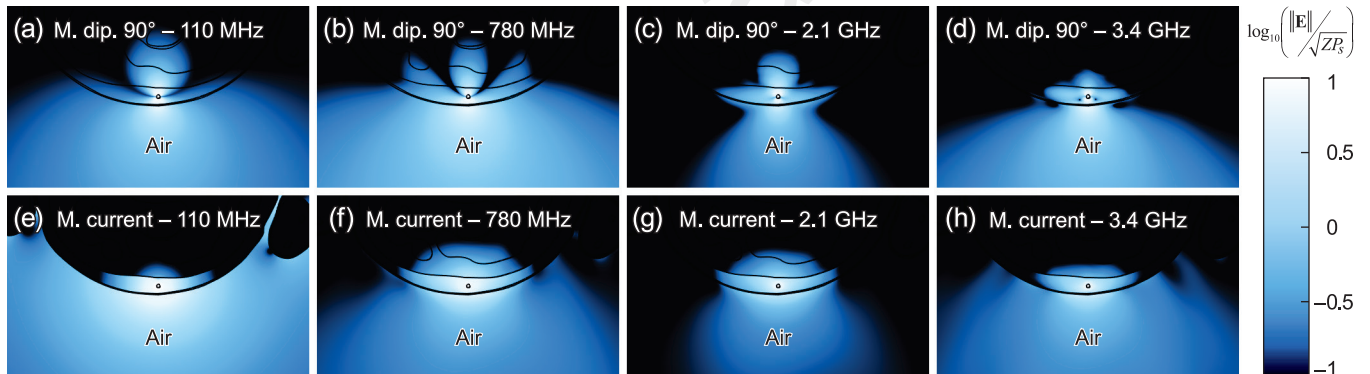 (a) M. dip. 90° – 110 MHz
Air
(b) M. dip. 90° – 780 MHz
Air
(c) M. dip. 90° – 2.1 GHz
Air
(d) M. dip. 90° – 3.4 GHz
Air
(e) M. current – 110 MHz
Air
(f) M. current – 780 MHz
Air
(g) M. current – 2.1 GHz
Air
(h) M. current – 3.4 GHz
Air
log₁₀(‖E‖/√ZPₛ)
1
0.5
0
−0.5
−1